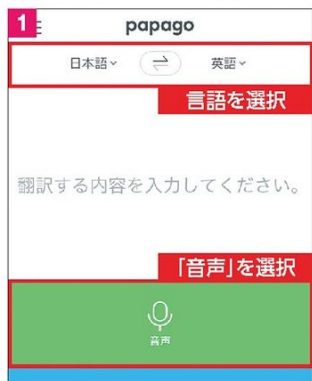 1
papago
日本語 英語
言語を選択
翻訳する内容を入力してください。
「音声」を選択
音声